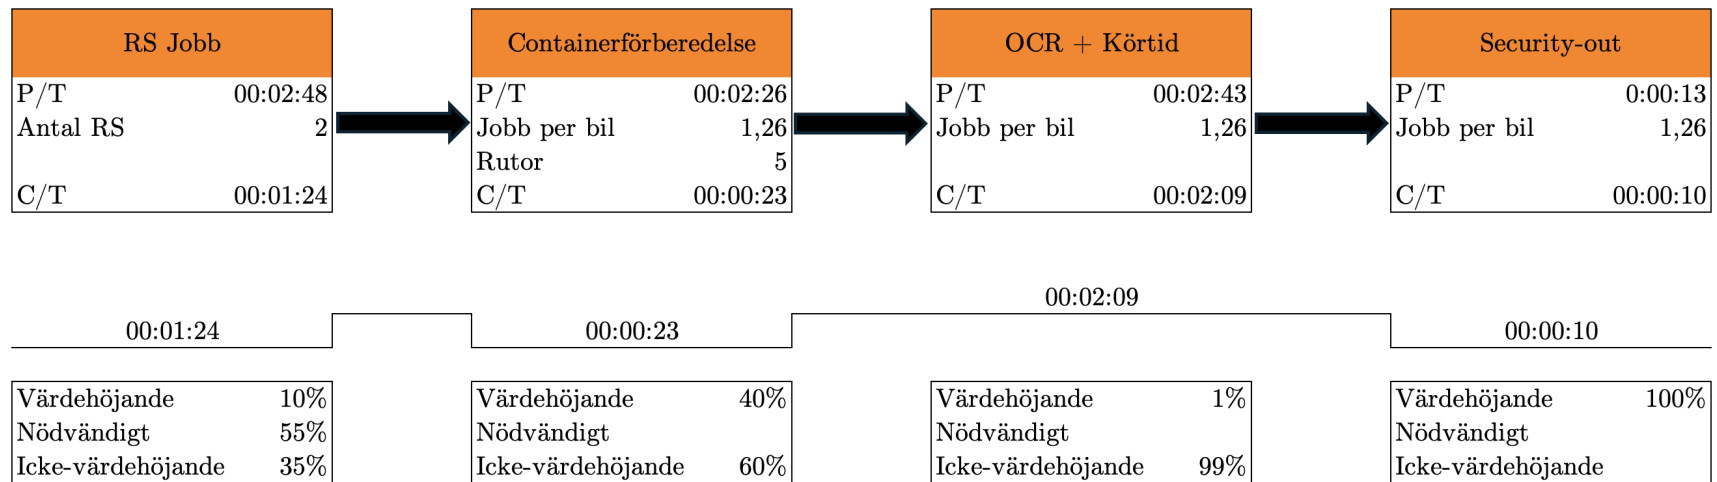 RS Jobb
P/T 00:02:48
Antal RS 2
C/T 00:01:24
Containerförberedelse
P/T 00:02:26
Jobb per bil 1,26
Rutor 5
C/T 00:00:23
OCR + Körtid
P/T 00:02:43
Jobb per bil 1,26
C/T 00:02:09
Security-out
P/T 0:00:13
Jobb per bil 1,26
C/T 00:00:10
00:01:24
00:00:23
00:02:09
00:00:10
Värdehöjande 10%
Nödvändigt 55%
Icke-värdehöjande 35%
Värdehöjande 40%
Nödvändigt
Icke-värdehöjande 60%
Värdehöjande 1%
Nödvändigt
Icke-värdehöjande 99%
Värdehöjande 100%
Nödvändigt
Icke-värdehöjande